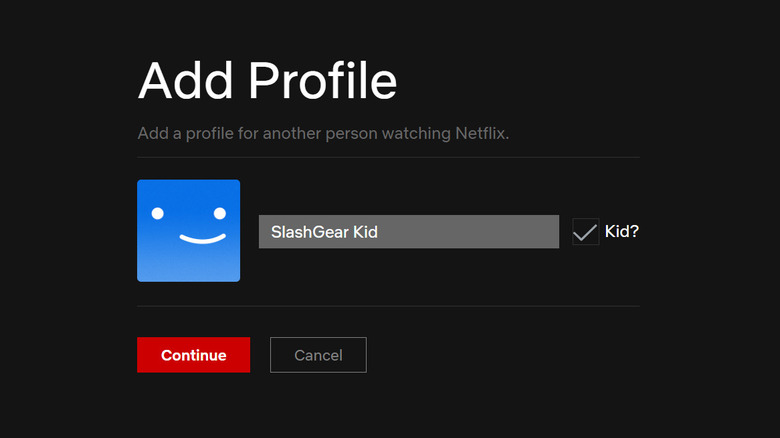 Add Profile
Add a profile for another person watching Netflix.
SlashGear Kid
Kid?
Continue
Cancel